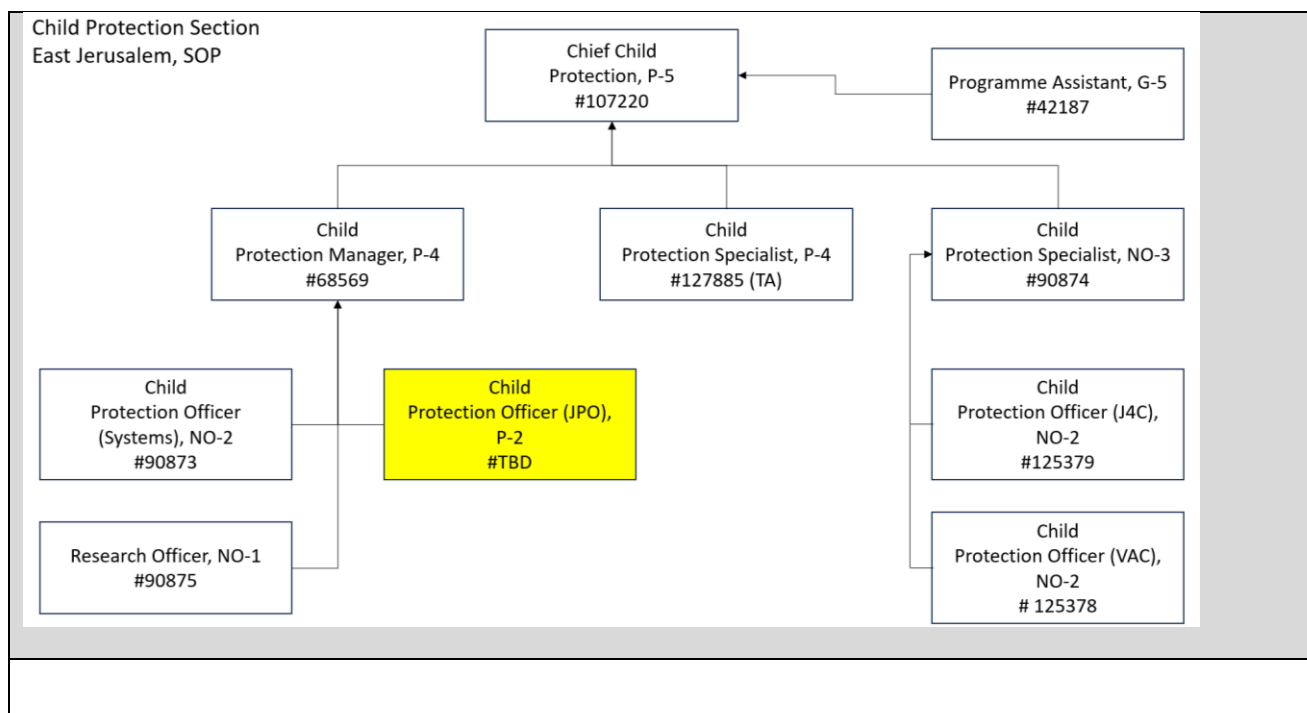 Child Protection Section
East Jerusalem, SOP
Chief Child
Protection, P-5
#107220
Programme Assistant, G-5
#42187
Child
Protection Manager, P-4
#68569
Child
Protection Specialist, P-4
#127885 (TA)
Child
Protection Specialist, NO-3
#90874
Child
Protection Officer
(Systems), NO-2
#90873
Child
Protection Officer (JPO),
P-2
#TBD
Child
Protection Officer (J4C),
NO-2
#125379
Research Officer, NO-1
#90875
Child
Protection Officer (VAC),
NO-2
# 125378